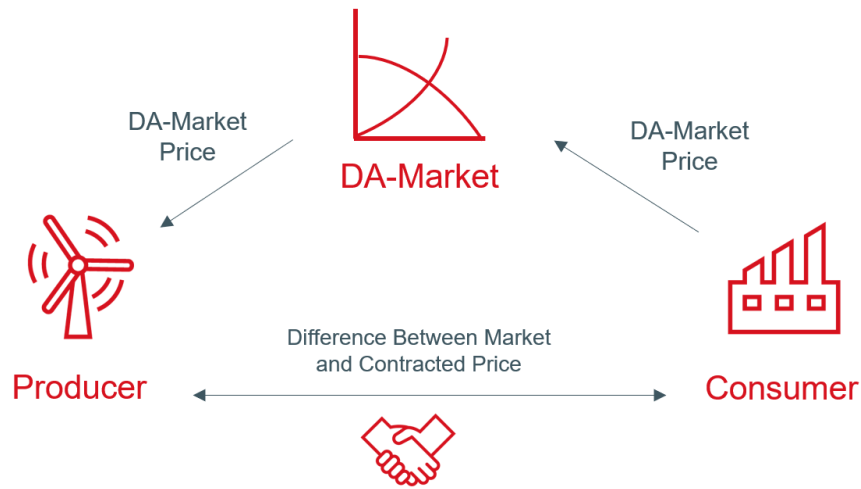 DA-Market
Price
DA-Market
Price
DA-Market
Difference Between Market
and Contracted Price
Producer
Consumer